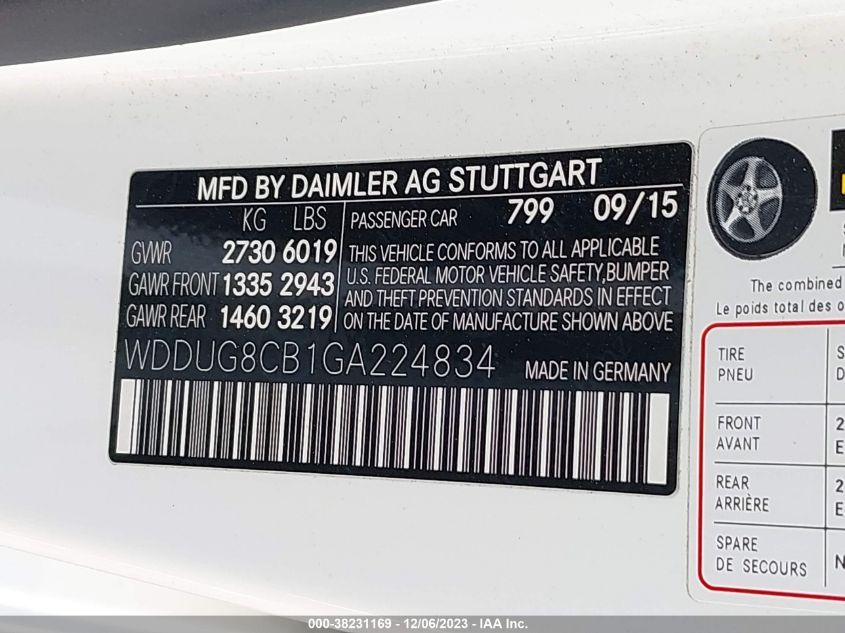 MFD BY DAIMLER AG STUTTGART
KG LBS
GVWR 2730 6019
GAWR FRONT 1335 2943
GAWR REAR 1460 3219
PASSENGER CAR 799 09/15
THIS VEHICLE CONFORMS TO ALL APPLICABLE
U.S. FEDERAL MOTOR VEHICLE SAFETY,BUMPER
AND THEFT PREVENTION STANDARDS IN EFFECT
ON THE DATE OF MANUFACTURE SHOWN ABOVE
WDDUG8CB1GA224834 MADE IN GERMANY
The combined
Le poids total des o
TIRE S
PNEU D
FRONT 2
AVANT E
REAR 2
ARRIÈRE E
SPARE
DE SECOURS N
000-38231169 - 12/06/2023 - IAA Inc.